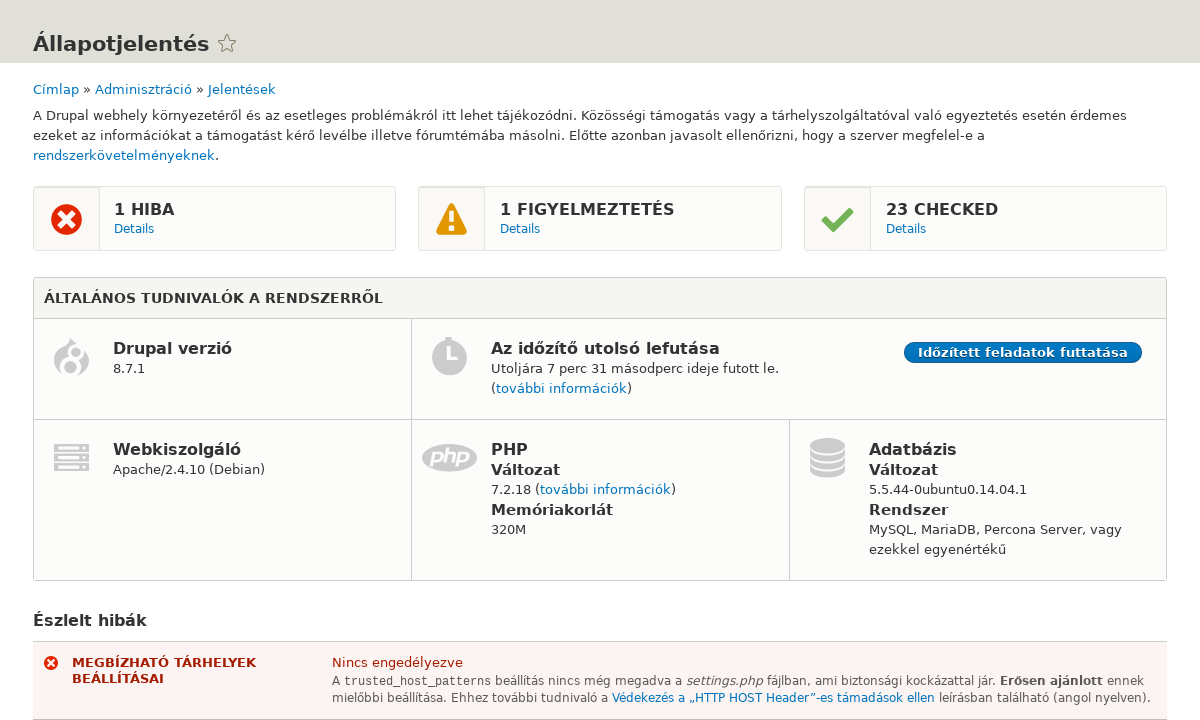 Állapotjelentés
Címlap » Adminisztráció » Jelentések
A Drupal webhely környezetéről és az esetleges problémákról itt lehet tájékozódni. Közösségi támogatás vagy a tárhelyszolgáltatóval való egyeztetés esetén érdemes
ezeket az információkat a támogatást kérő levélbe illetve fórumtémába másolni. Előtte azonban javasolt ellenőrizni, hogy a szerver megfelel-e a
rendszerkövetelményeknek.
1 HIBA
Details
1 FIGYELMEZTETÉS
Details
23 CHECKED
Details
ÁLTALÁNOS TUDNIVALÓK A RENDSZERRŐL
Drupal verzió
8.7.1
Az időzítő utolsó lefutása
Utoljára 7 perc 31 másodperc ideje futott le.
(további információk)
Időzített feladatok futtatása
Webkiszolgáló
Apache/2.4.10 (Debian)
php
PHP
Változat
7.2.18 (további információk)
Memóriakorlát
320M
Adatbázis
Változat
5.5.44-0ubuntu0.14.04.1
Rendszer
MySQL, MariaDB, Percona Server, vagy
ezekkel egyenértékű
Észlelt hibák
MEGBÍZHATÓ TÁRHELYEK
BEÁLLÍTÁSAI
Nincs engedélyezve
A trusted_host_patterns beállítás nincs még megadva a settings.php fájlban, ami biztonsági kockázattal jár. Erősen ajánlott ennek
mielőbbi beállítása. Ehhez további tudnivaló a Védekezés a „HTTP HOST Header”-es támadások ellen leírásban található (angol nyelven).